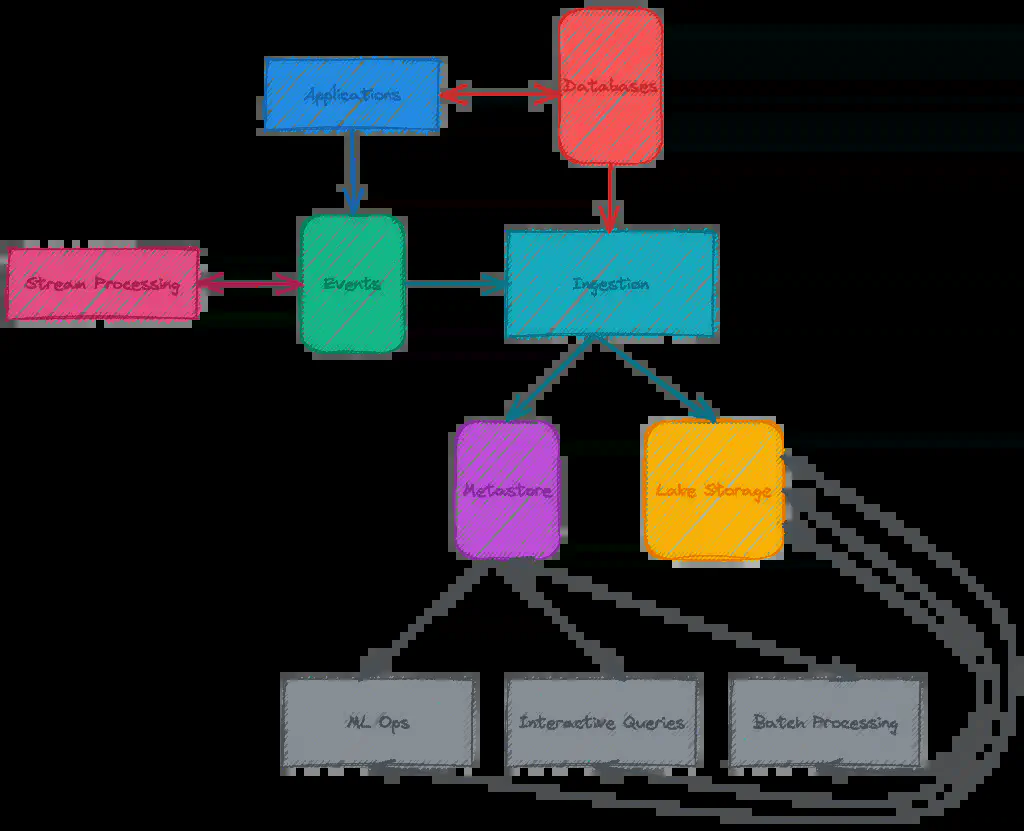 Databases
Applications
Stream Processing
Events
Ingestion
Metastore
Lake Storage
ML Ops
Interactive Queries
Batch Processing